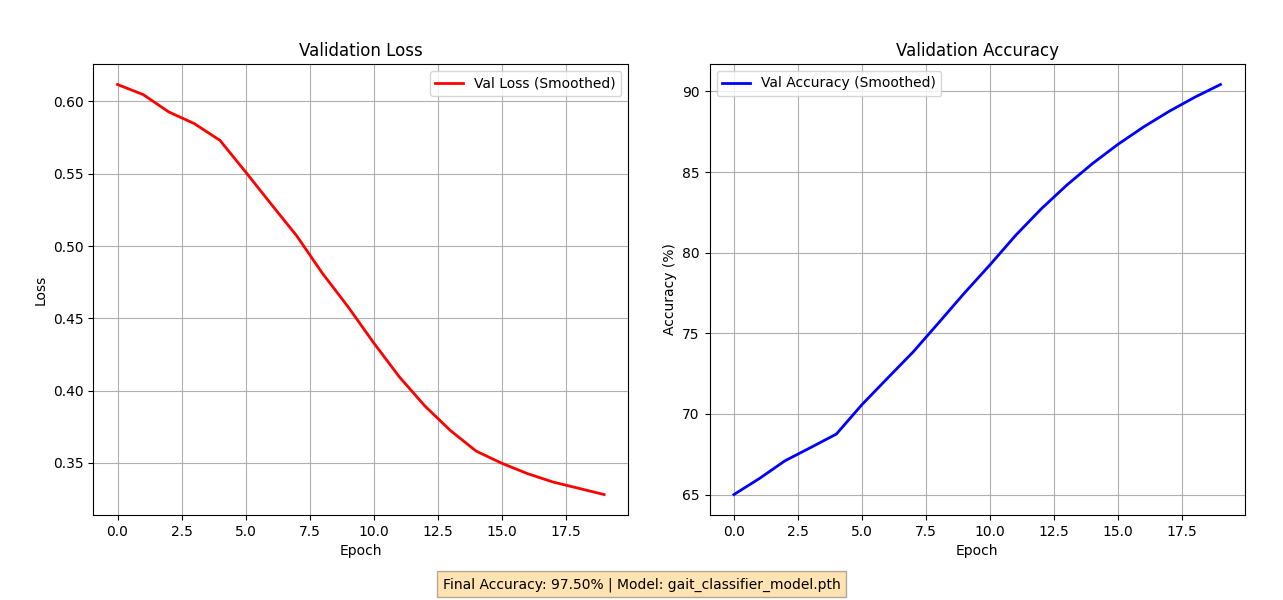 Validation Loss
Val Loss (Smoothed)
0.60
0.55
0.50
0.45
0.40
0.35
Loss
0.0 2.5 5.0 7.5 10.0 12.5 15.0 17.5
Epoch
Validation Accuracy
Val Accuracy (Smoothed)
90
85
80
75
70
65
Accuracy (%)
0.0 2.5 5.0 7.5 10.0 12.5 15.0 17.5
Epoch
Final Accuracy: 97.50% | Model: gait_classifier_model.pth